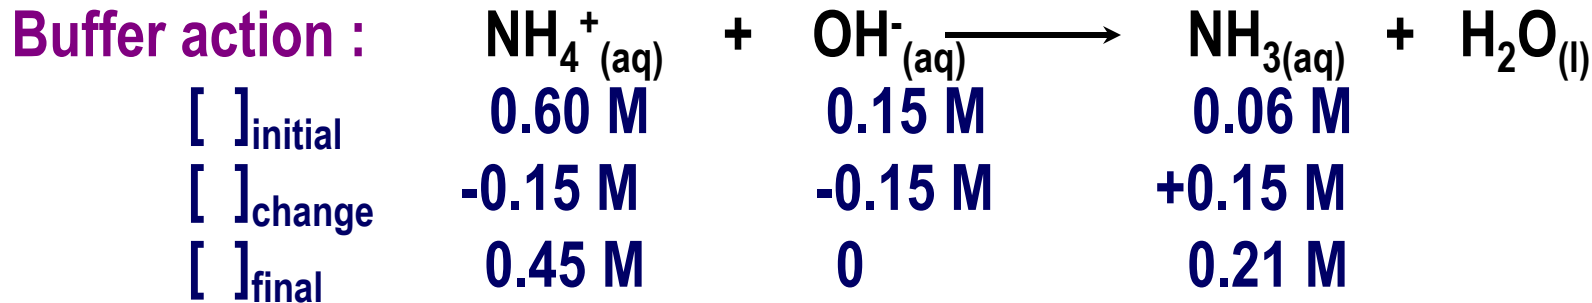 Buffer action : NH₄⁺(aq) + OH⁻(aq) → NH₃(aq) + H₂O(l)
[ ]initial 0.60 M 0.15 M 0.06 M
[ ]change -0.15 M -0.15 M +0.15 M
[ ]final 0.45 M 0 0.21 M